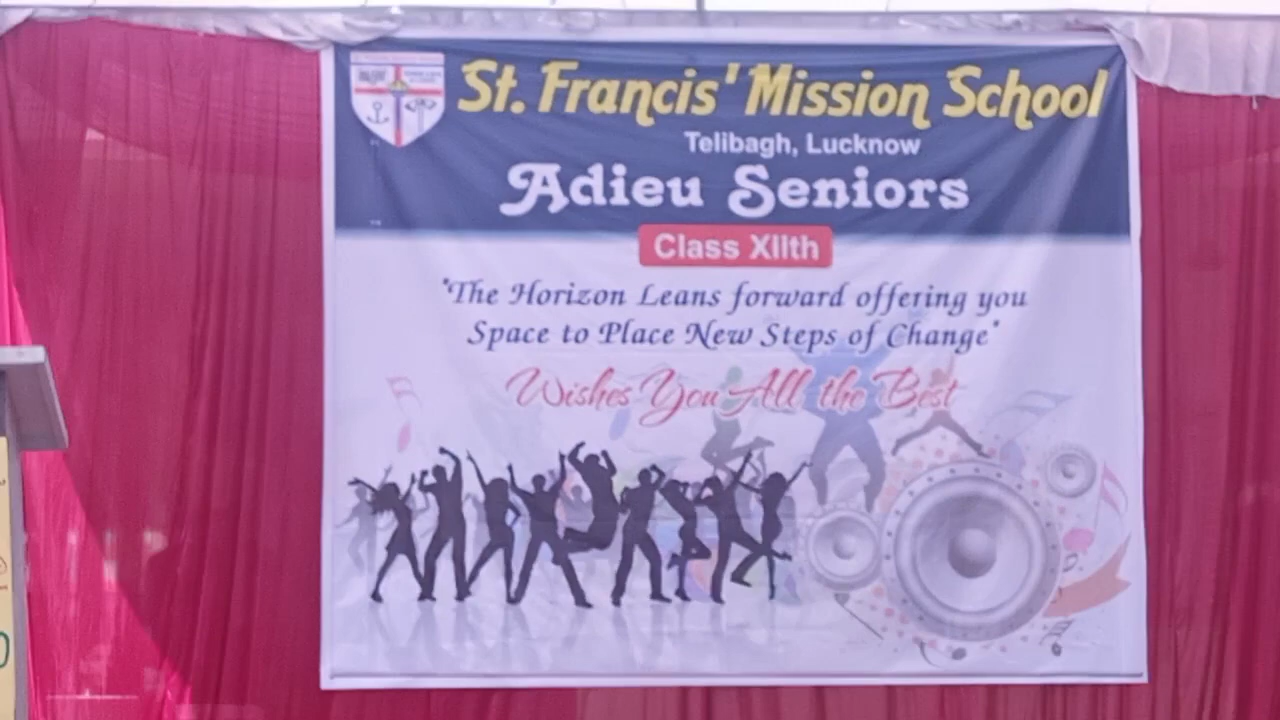 St. Francis' Mission School
Telibagh, Lucknow
Adieu Seniors
Class XIIth
"The Horizon Leans forward offering you
Space to Place New Steps of Change"
Wishes You All the Best